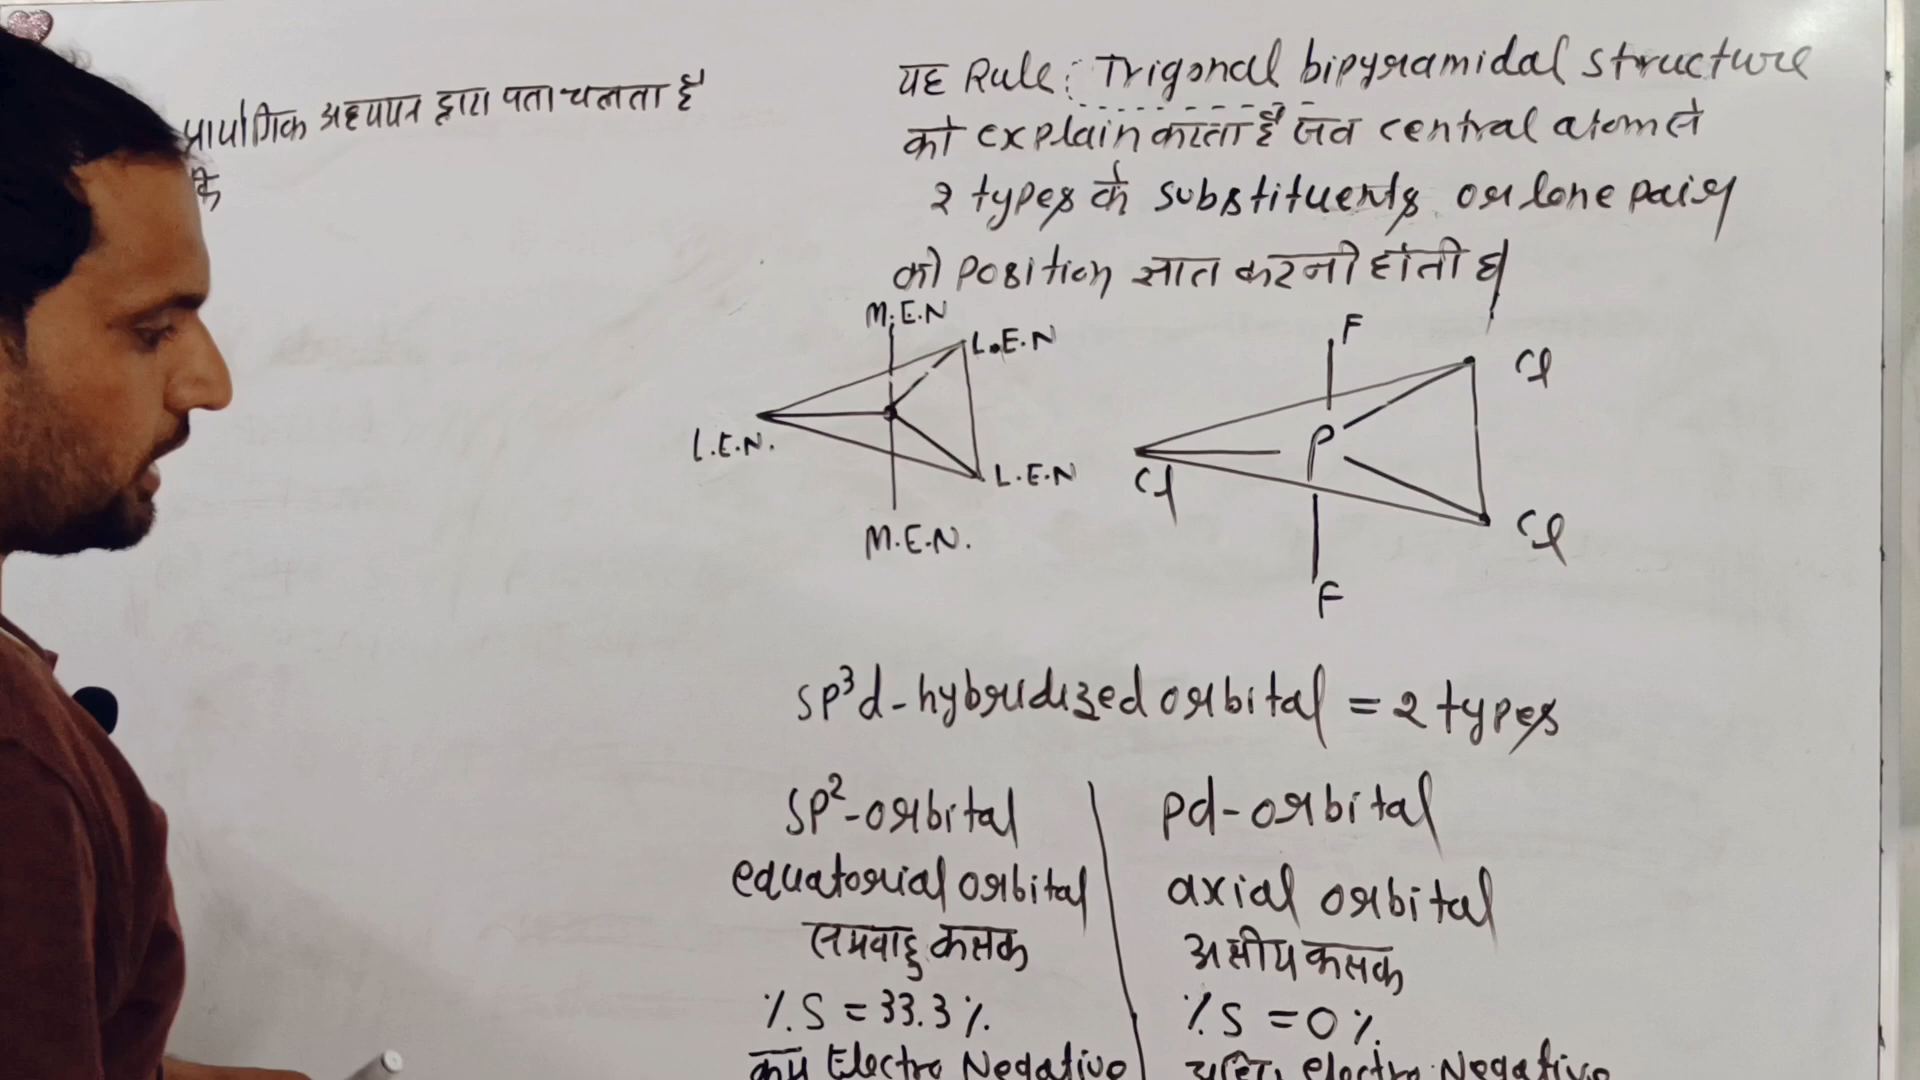 प्रायोगिक अध्ययन द्वारा पता चलता है
कि
यह Rule: Trigonal bipyramidal structure
को explain करता है जब central atom से
2 types के substituents or lone pair
की position ज्ञात करनी होती है।
M.E.N
L.E.N
L.E.N.
L.E.N
M.E.N.
F
Cl
P
Cl
Cl
F
sp³d-hybridized orbital = 2 types
sp²-orbital
equatorial orbital
समबाहु कक्षक
%S = 33.3%
कम Electro Negative
pd-orbital
axial orbital
अक्षीय कक्षक
%S = 0%
electro Negative